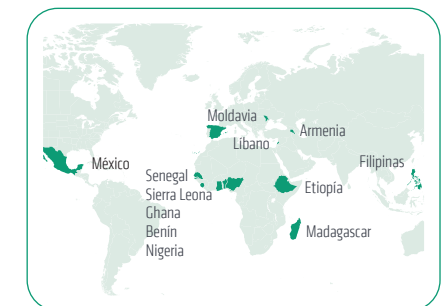 Moldavia
Armenia
Líbano
Filipinas
México
Senegal
Etiopía
Sierra Leona
Ghana
Madagascar
Benín
Nigeria